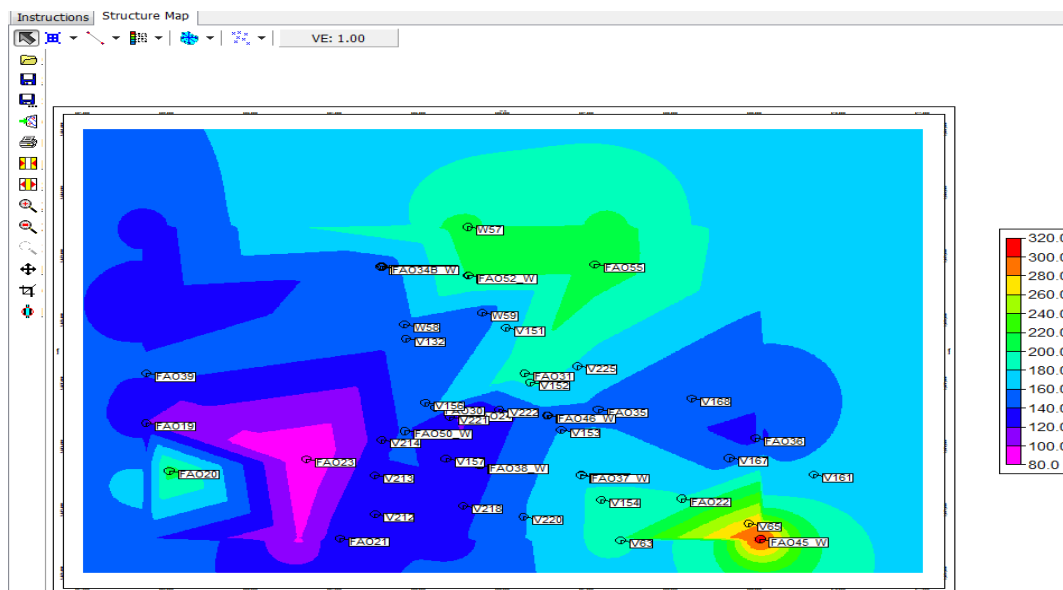 Instructions Structure Map
VE: 1.00
W57
FAO55
FAO34B_W
FAO52_W
W59
W58
V151
V132
V225
FAO39
FAO31
V152
V168
V156
FAO30
V222
FAO35
V221
FAO46_W
FAO19
FAO50_W
V153
FAO36
V214
FAO23
V157
V167
FAO38_W
FAO20
V213
FAO37_W
V161
V154
FAO22
V218
V212
V220
V65
FAO21
V63
FAO45_W
320.0
300.0
280.0
260.0
240.0
220.0
200.0
180.0
160.0
140.0
120.0
100.0
80.0